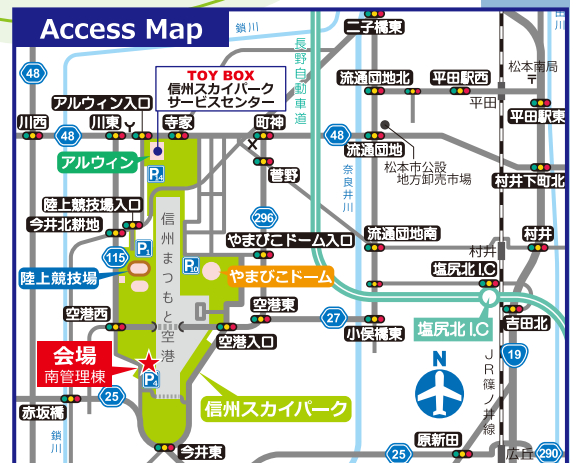 Access Map
鎖川
二子橋東
田川
長野自動車道
48
TOY BOX
信州スカイパーク
サービスセンター
流通団地北
平田駅西
松本南局
〒
平田
平田駅東
アルウィン入口
川西
48
川東
寺家
町神
48
流通団地
松本市公設
地方卸売市場
アルウィン
P4
菅野
奈良井川
村井下町北
陸上競技場入口
今井北耕地
信州まつもと空港
296
流通団地南
村井
村井
115
P1
やまびこドーム入口
陸上競技場
P10
やまびこドーム
塩尻北I.C
空港西
空港東
27
小俣橋東
塩尻北I.C
吉田北
空港入口
会場
南管理棟
P4
N
JR篠ノ井線
19
25
赤坂橋
信州スカイパーク
鎖川
今井東
原新田
25
広丘
290